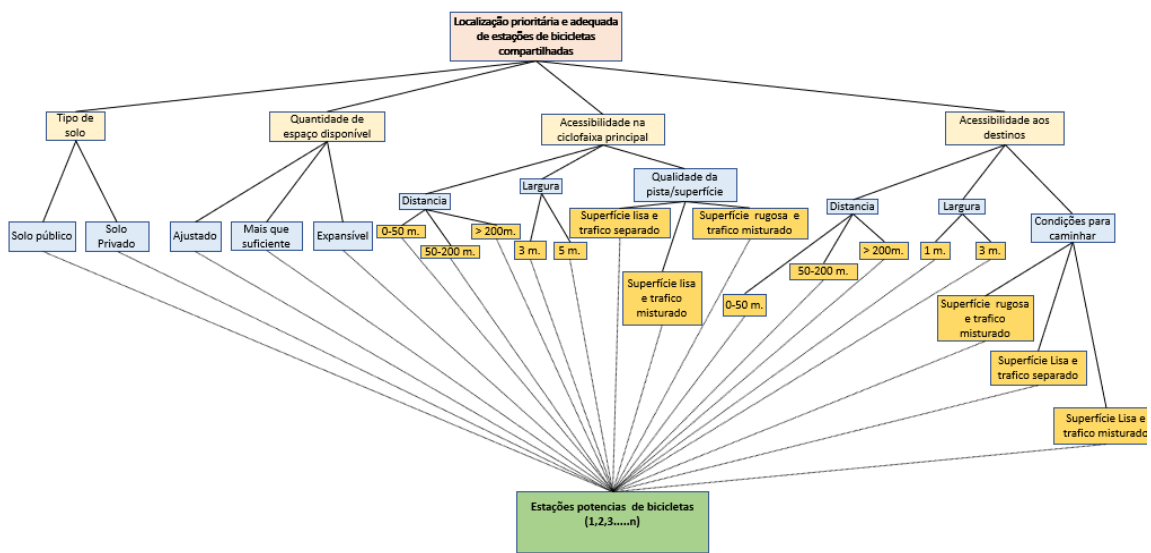 Localização prioritária e adequada
de estações de bicicletas
compartilhadas
Tipo de
solo
Quantidade de
espaço disponível
Acessibilidade na
ciclofaixa principal
Acessibilidade aos
destinos
Solo público
Solo
Privado
Ajustado
Mais que
suficiente
Expansível
Distancia
Largura
Qualidade da
pista/superfície
0-50 m.
50-200 m.
> 200m.
3 m.
5 m.
Superfície lisa e
trafico separado
Superfície lisa
e trafico
misturado
Superfície rugosa e
trafico misturado
Distancia
Largura
Condições para
caminhar
0-50 m.
50-200 m.
> 200m.
1 m.
3 m.
Superfície rugosa
e trafico
misturado
Superfície Lisa e
trafico separado
Superfície Lisa e
trafico misturado
Estações potencias de bicicletas
(1,2,3.....n)